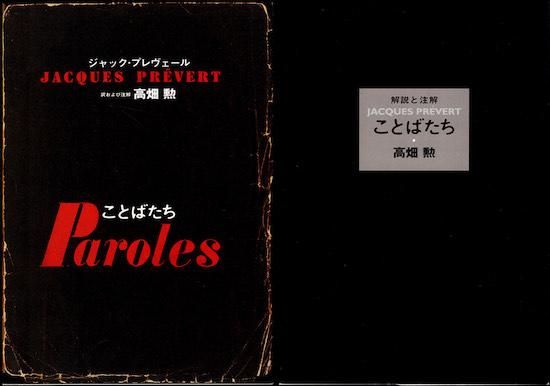 ジャック・プレヴェール
JACQUES PRÉVERT
訳および注解 高畑 勲
ことばたち
Paroles
解説と注解
JACQUES PRÉVERT
ことばたち
・
高畑 勲